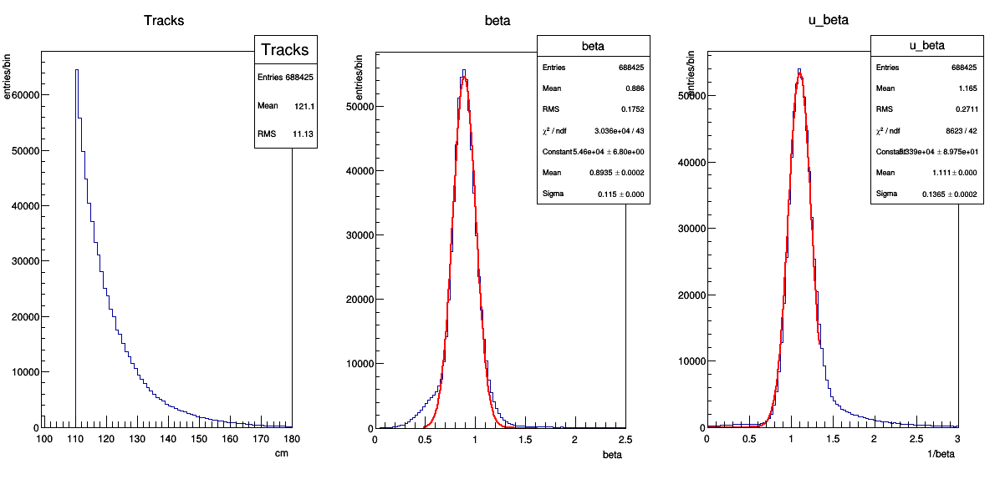 Tracks
entries/bin
Tracks
Entries 688425
Mean 121.1
RMS 11.13
60000
50000
40000
30000
20000
10000
0
100 110 120 130 140 150 160 170 180
cm
beta
entries/bin
beta
Entries 688425
Mean 0.886
RMS 0.1752
χ² / ndf 3.036e+04 / 43
Constant 5.46e+04 ± 6.80e+00
Mean 0.8935 ± 0.0002
Sigma 0.115 ± 0.000
50000
40000
30000
20000
10000
0
0 0.5 1 1.5 2 2.5
beta
u_beta
entries/bin
u_beta
Entries 688425
Mean 1.165
RMS 0.2711
χ² / ndf 8623 / 42
± 8.975e+01
Mean 1.111 ± 0.000
Sigma 0.1365 ± 0.0002
50000
40000
30000
20000
10000
0
0 0.5 1 1.5 2 2.5 3
1/beta